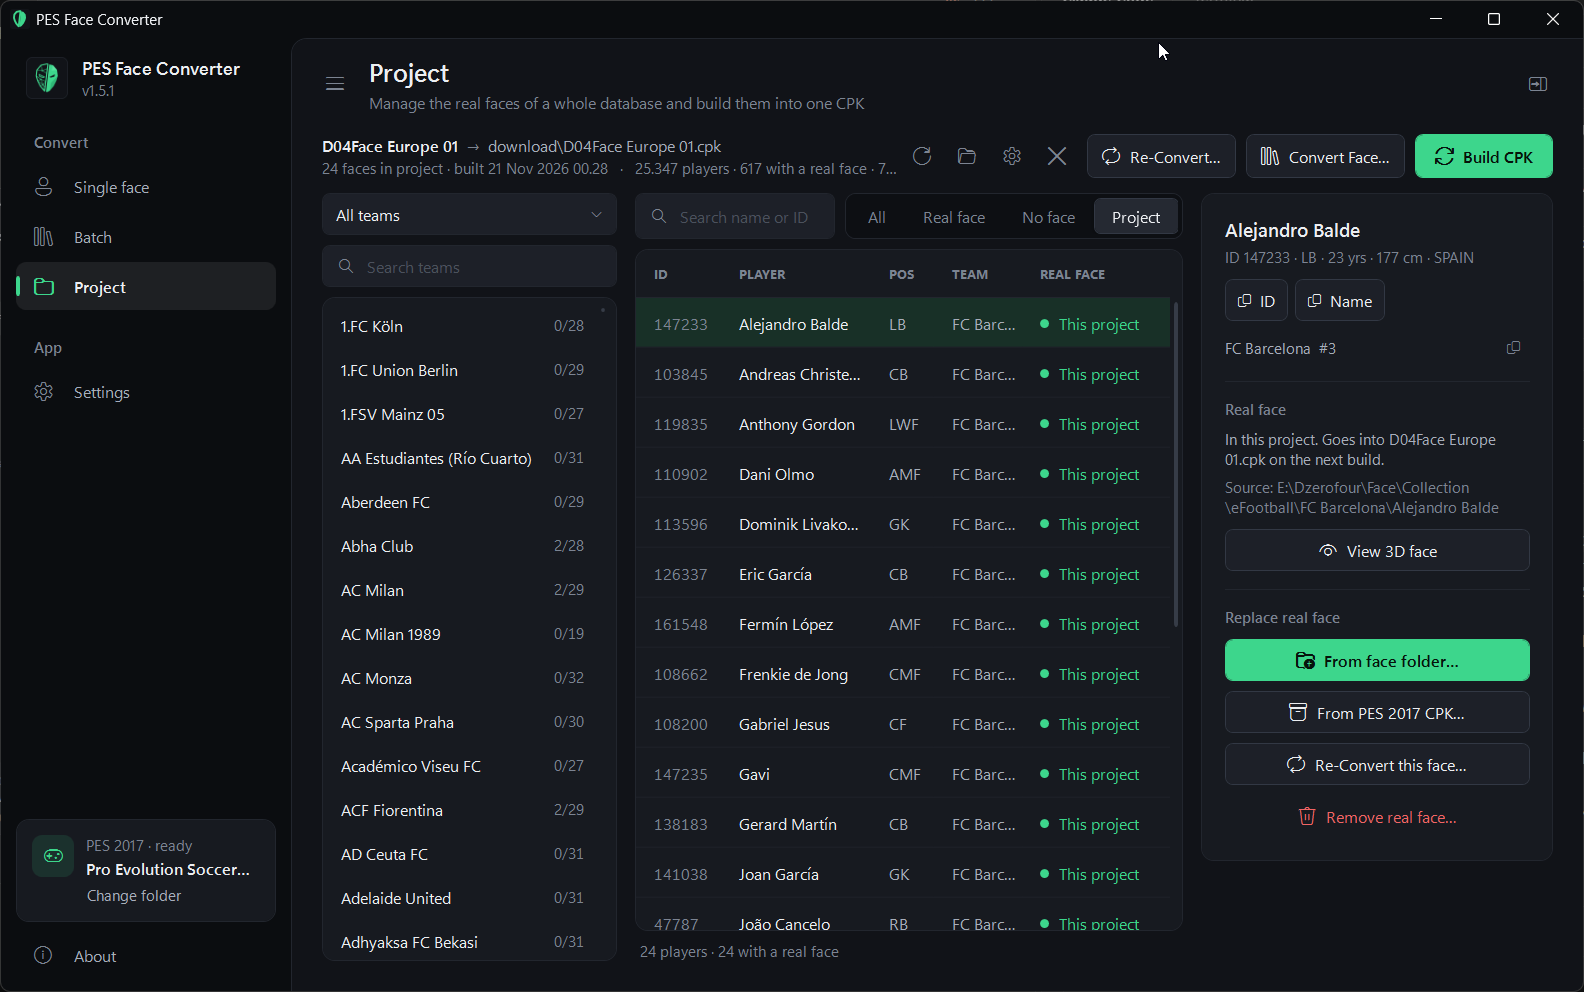 PES Face Converter
PES Face Converter
v1.5.1
Convert
Single face
Batch
Project
App
Settings
PES 2017 · ready
Pro Evolution Soccer...
Change folder
About
Project
Manage the real faces of a whole database and build them into one CPK
D04Face Europe 01 → download\D04Face Europe 01.cpk
24 faces in project · built 21 Nov 2026 00.28 · 25.347 players · 617 with a real face · 7...
Re-Convert...
Convert Face...
Build CPK
All teams
Search teams
1.FC Köln 0/28
1.FC Union Berlin 0/29
1.FSV Mainz 05 0/27
AA Estudiantes (Río Cuarto) 0/31
Aberdeen FC 0/29
Abha Club 2/28
AC Milan 2/29
AC Milan 1989 0/19
AC Monza 0/32
AC Sparta Praha 0/30
Académico Viseu FC 0/27
ACF Fiorentina 2/29
AD Ceuta FC 0/31
Adelaide United 0/31
Adhyaksa FC Bekasi 0/31
Search name or ID
All Real face No face Project
ID PLAYER POS TEAM REAL FACE
147233 Alejandro Balde LB FC Barc... This project
103845 Andreas Christe... CB FC Barc... This project
119835 Anthony Gordon LWF FC Barc... This project
110902 Dani Olmo AMF FC Barc... This project
113596 Dominik Livako... GK FC Barc... This project
126337 Eric García CB FC Barc... This project
161548 Fermín López AMF FC Barc... This project
108662 Frenkie de Jong CMF FC Barc... This project
108200 Gabriel Jesus CF FC Barc... This project
147235 Gavi CMF FC Barc... This project
138183 Gerard Martín CB FC Barc... This project
141038 Joan García GK FC Barc... This project
47787 João Cancelo RB FC Barc... This project
24 players · 24 with a real face
Alejandro Balde
ID 147233 · LB · 23 yrs · 177 cm · SPAIN
ID
Name
FC Barcelona #3
Real face
In this project. Goes into D04Face Europe
01.cpk on the next build.
Source: E:\Dzerofour\Face\Collection
\eFootball\FC Barcelona\Alejandro Balde
View 3D face
Replace real face
From face folder...
From PES 2017 CPK...
Re-Convert this face...
Remove real face...